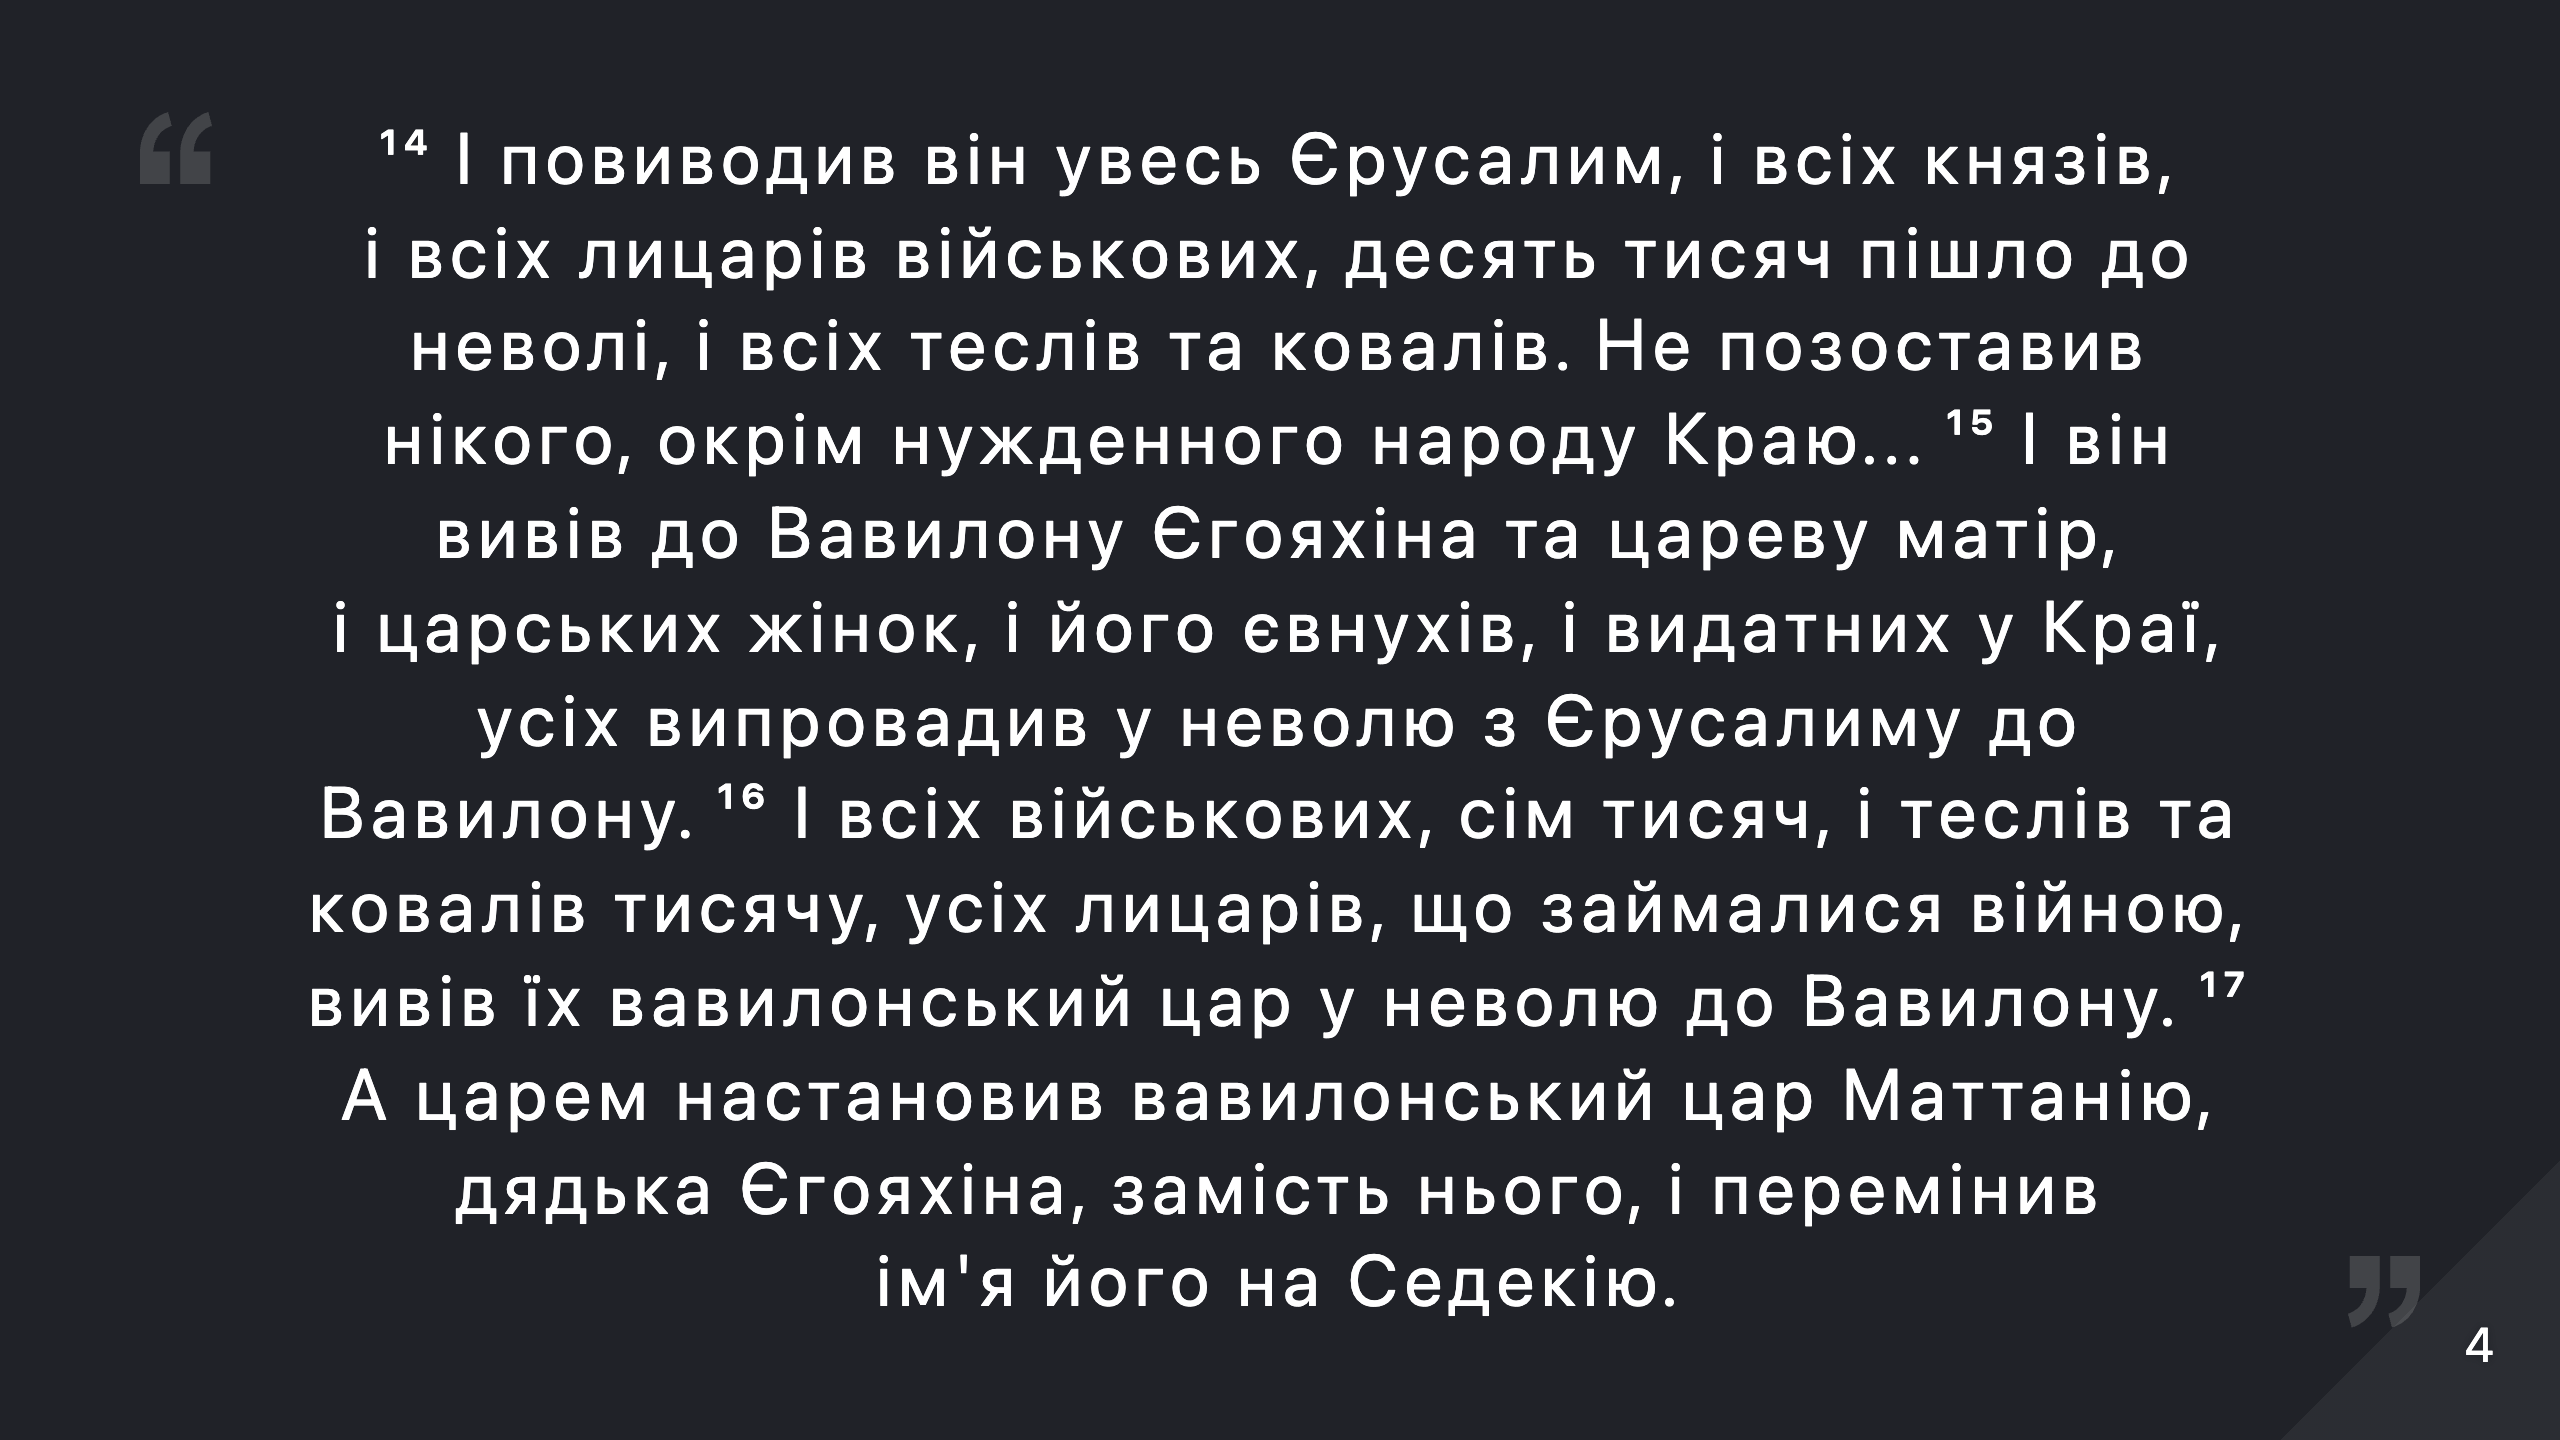 “
¹⁴ І повиводив він увесь Єрусалим, і всіх князів,
і всіх лицарів військових, десять тисяч пішло до
неволі, і всіх теслів та ковалів. Не позоставив
нікого, окрім нужденного народу Краю... ¹⁵ І він
вивів до Вавилону Єгояхіна та цареву матір,
і царських жінок, і його євнухів, і видатних у Краї,
усіх випровадив у неволю з Єрусалиму до
Вавилону. ¹⁶ І всіх військових, сім тисяч, і теслів та
ковалів тисячу, усіх лицарів, що займалися війною,
вивів їх вавилонський цар у неволю до Вавилону. ¹⁷
А царем настановив вавилонський цар Маттанію,
дядька Єгояхіна, замість нього, і перемінив
ім'я його на Седекію.
”
4